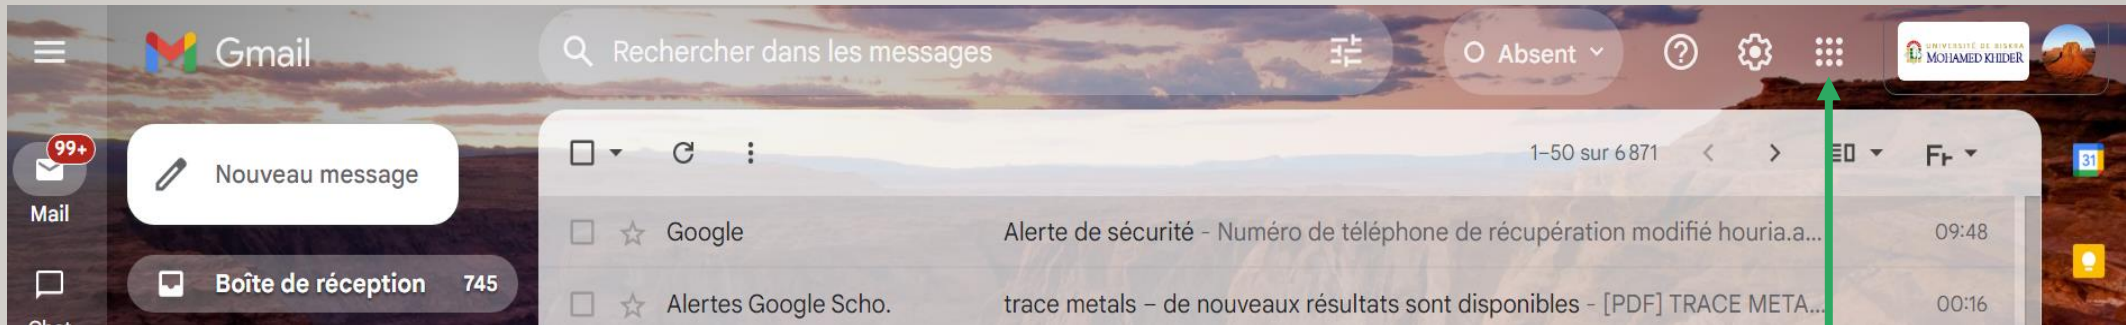 Gmail
Rechercher dans les messages
Absent
UNIVERSITÉ DE BISKRA
MOHAMED KHIDER
99+
Nouveau message
1–50 sur 6 871
Fr
31
Mail
Google Alerte de sécurité - Numéro de téléphone de récupération modifié houria.a... 09:48
Boîte de réception 745
Alertes Google Scho. trace metals – de nouveaux résultats sont disponibles - [PDF] TRACE META... 00:16